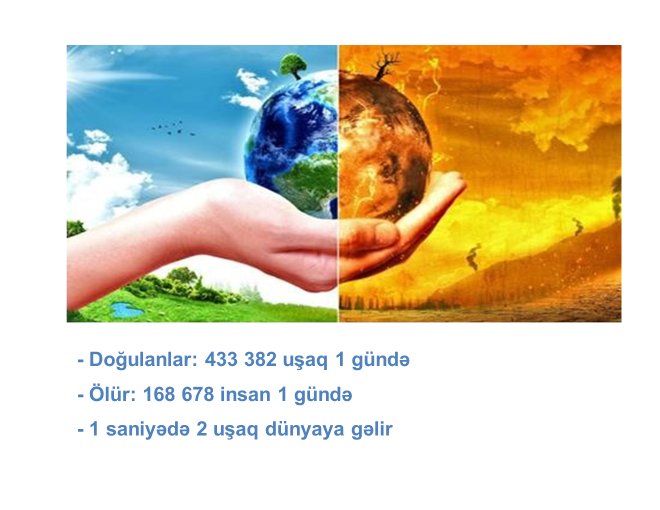 - Doğulanlar: 433 382 uşaq 1 gündə
- Ölür: 168 678 insan 1 gündə
- 1 saniyədə 2 uşaq dünyaya gəlir